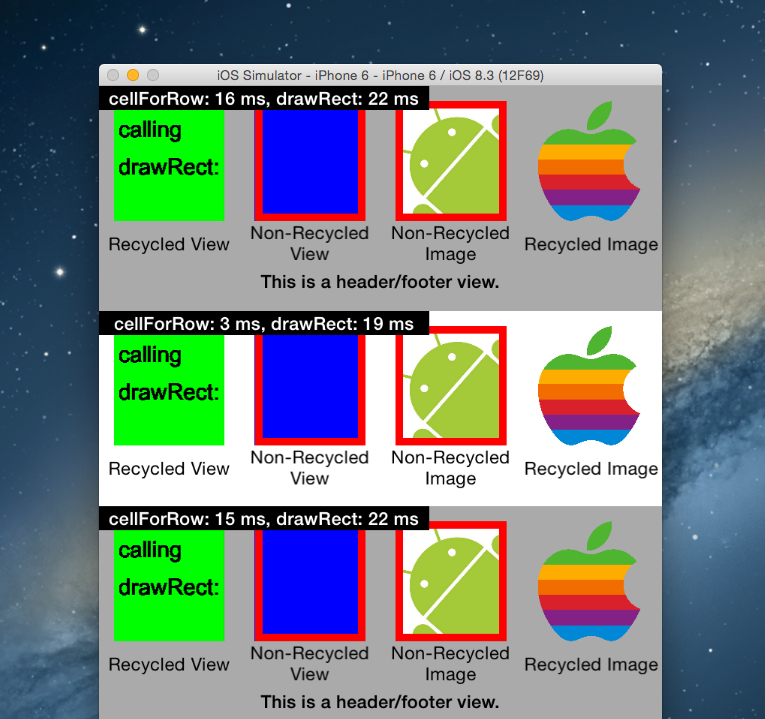 iOS Simulator - iPhone 6 - iPhone 6 / iOS 8.3 (12F69)
cellForRow: 16 ms, drawRect: 22 ms
calling
drawRect:
Recycled View
Non-Recycled
View
Non-Recycled
Image
Recycled Image
This is a header/footer view.
cellForRow: 3 ms, drawRect: 19 ms
calling
drawRect:
Recycled View
Non-Recycled
View
Non-Recycled
Image
Recycled Image
cellForRow: 15 ms, drawRect: 22 ms
calling
drawRect:
Recycled View
Non-Recycled
View
Non-Recycled
Image
Recycled Image
This is a header/footer view.